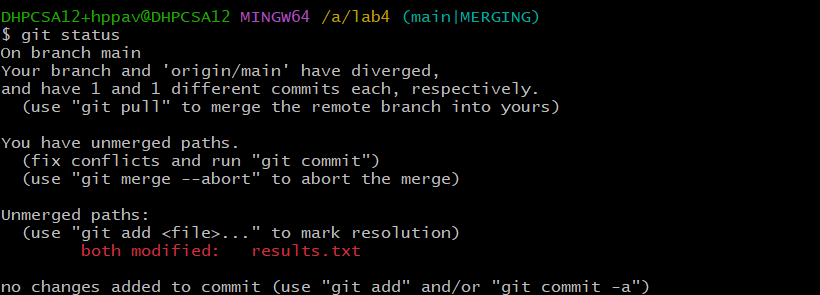 DHPCSA12+hppav@DHPCSA12 MINGW64 /a/lab4 (main|MERGING)
$ git status
On branch main
Your branch and 'origin/main' have diverged,
and have 1 and 1 different commits each, respectively.
  (use "git pull" to merge the remote branch into yours)

You have unmerged paths.
  (fix conflicts and run "git commit")
  (use "git merge --abort" to abort the merge)

Unmerged paths:
  (use "git add <file>..." to mark resolution)
        both modified:   results.txt

no changes added to commit (use "git add" and/or "git commit -a")